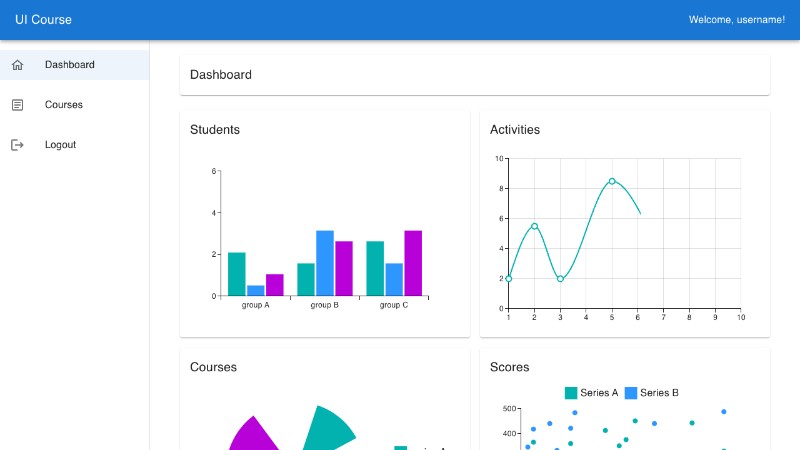 UI Course
Welcome, username!
Dashboard
Courses
Logout
Dashboard
Students
6
4
2
0
group A group B group C
Activities
10
8
6
4
2
0
1 2 3 4 5 6 7 8 9 10
Courses
Scores
Series A Series B
500
400